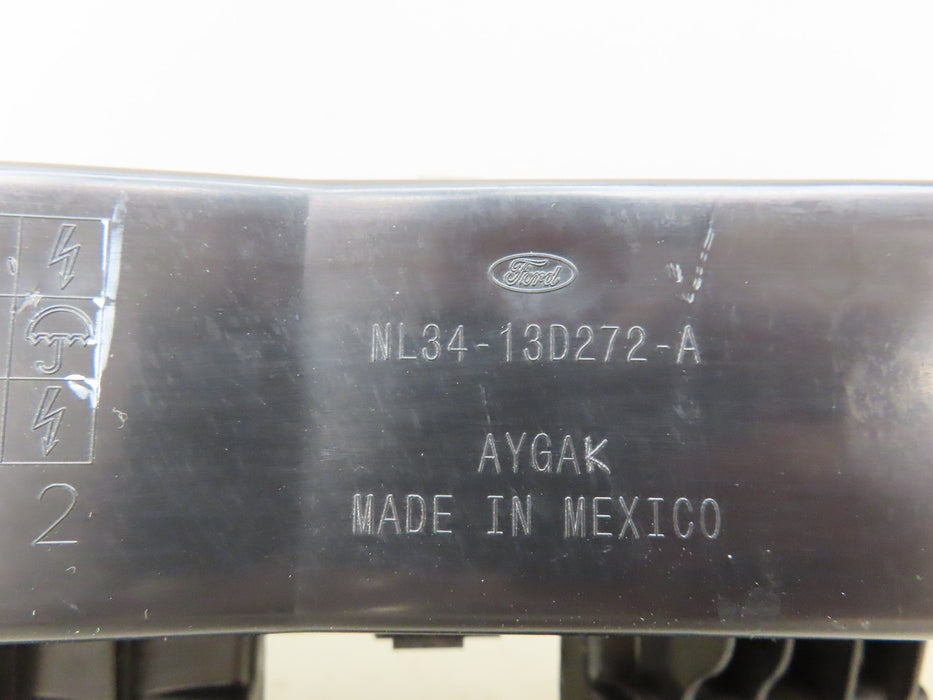 Ford
NL34-13D272-A
AYGAK
MADE IN MEXICO
2